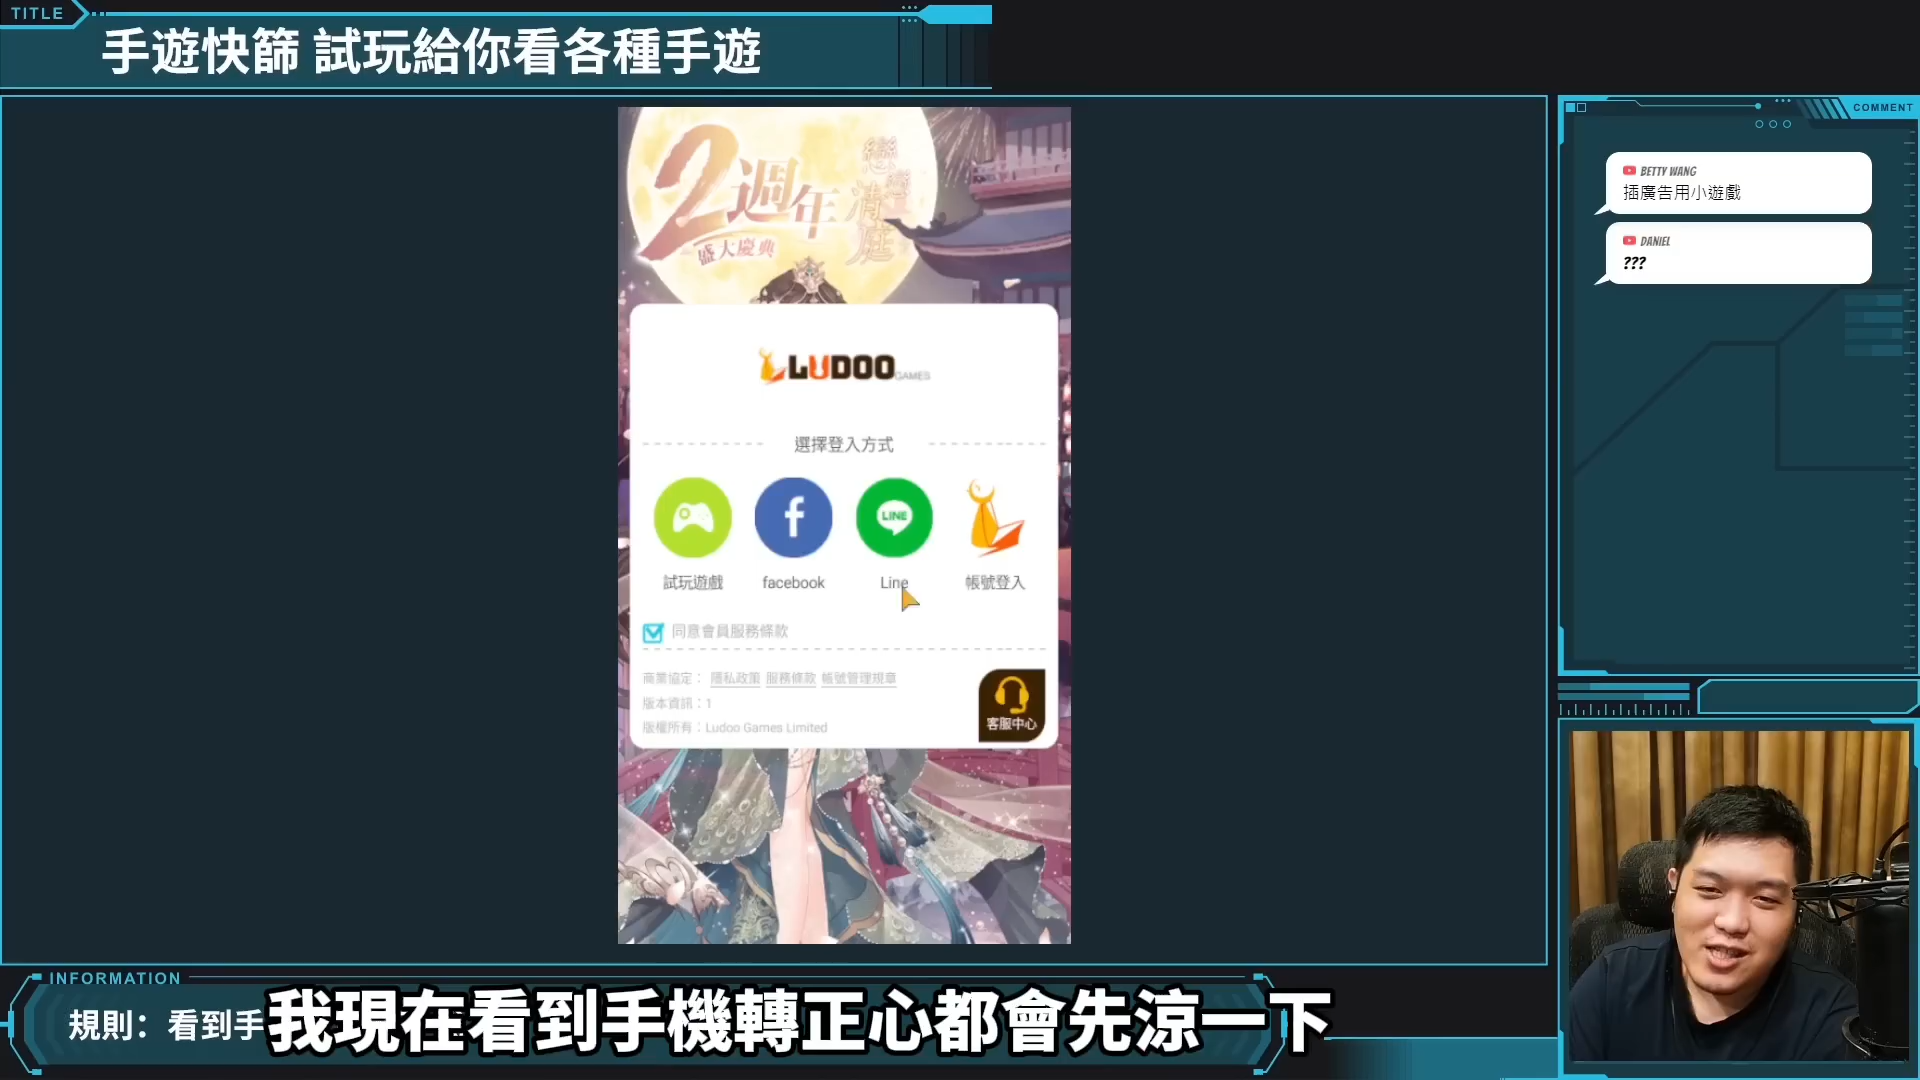 TITLE
手遊快篩 試玩給你看各種手遊
COMMENT
BETTY WANG
插廣告用小遊戲
DANIEL
???
2週年
盛大慶典
戀戀清庭
LUDOO GAMES
選擇登入方式
試玩遊戲
facebook
LINE
Line
帳號登入
同意會員服務條款
商業協定： 隱私政策 服務條款 帳號管理規章
版本資訊：1
版權所有：Ludoo Games Limited
客服中心
INFORMATION
規則：看到手
我現在看到手機轉正心都會先涼一下